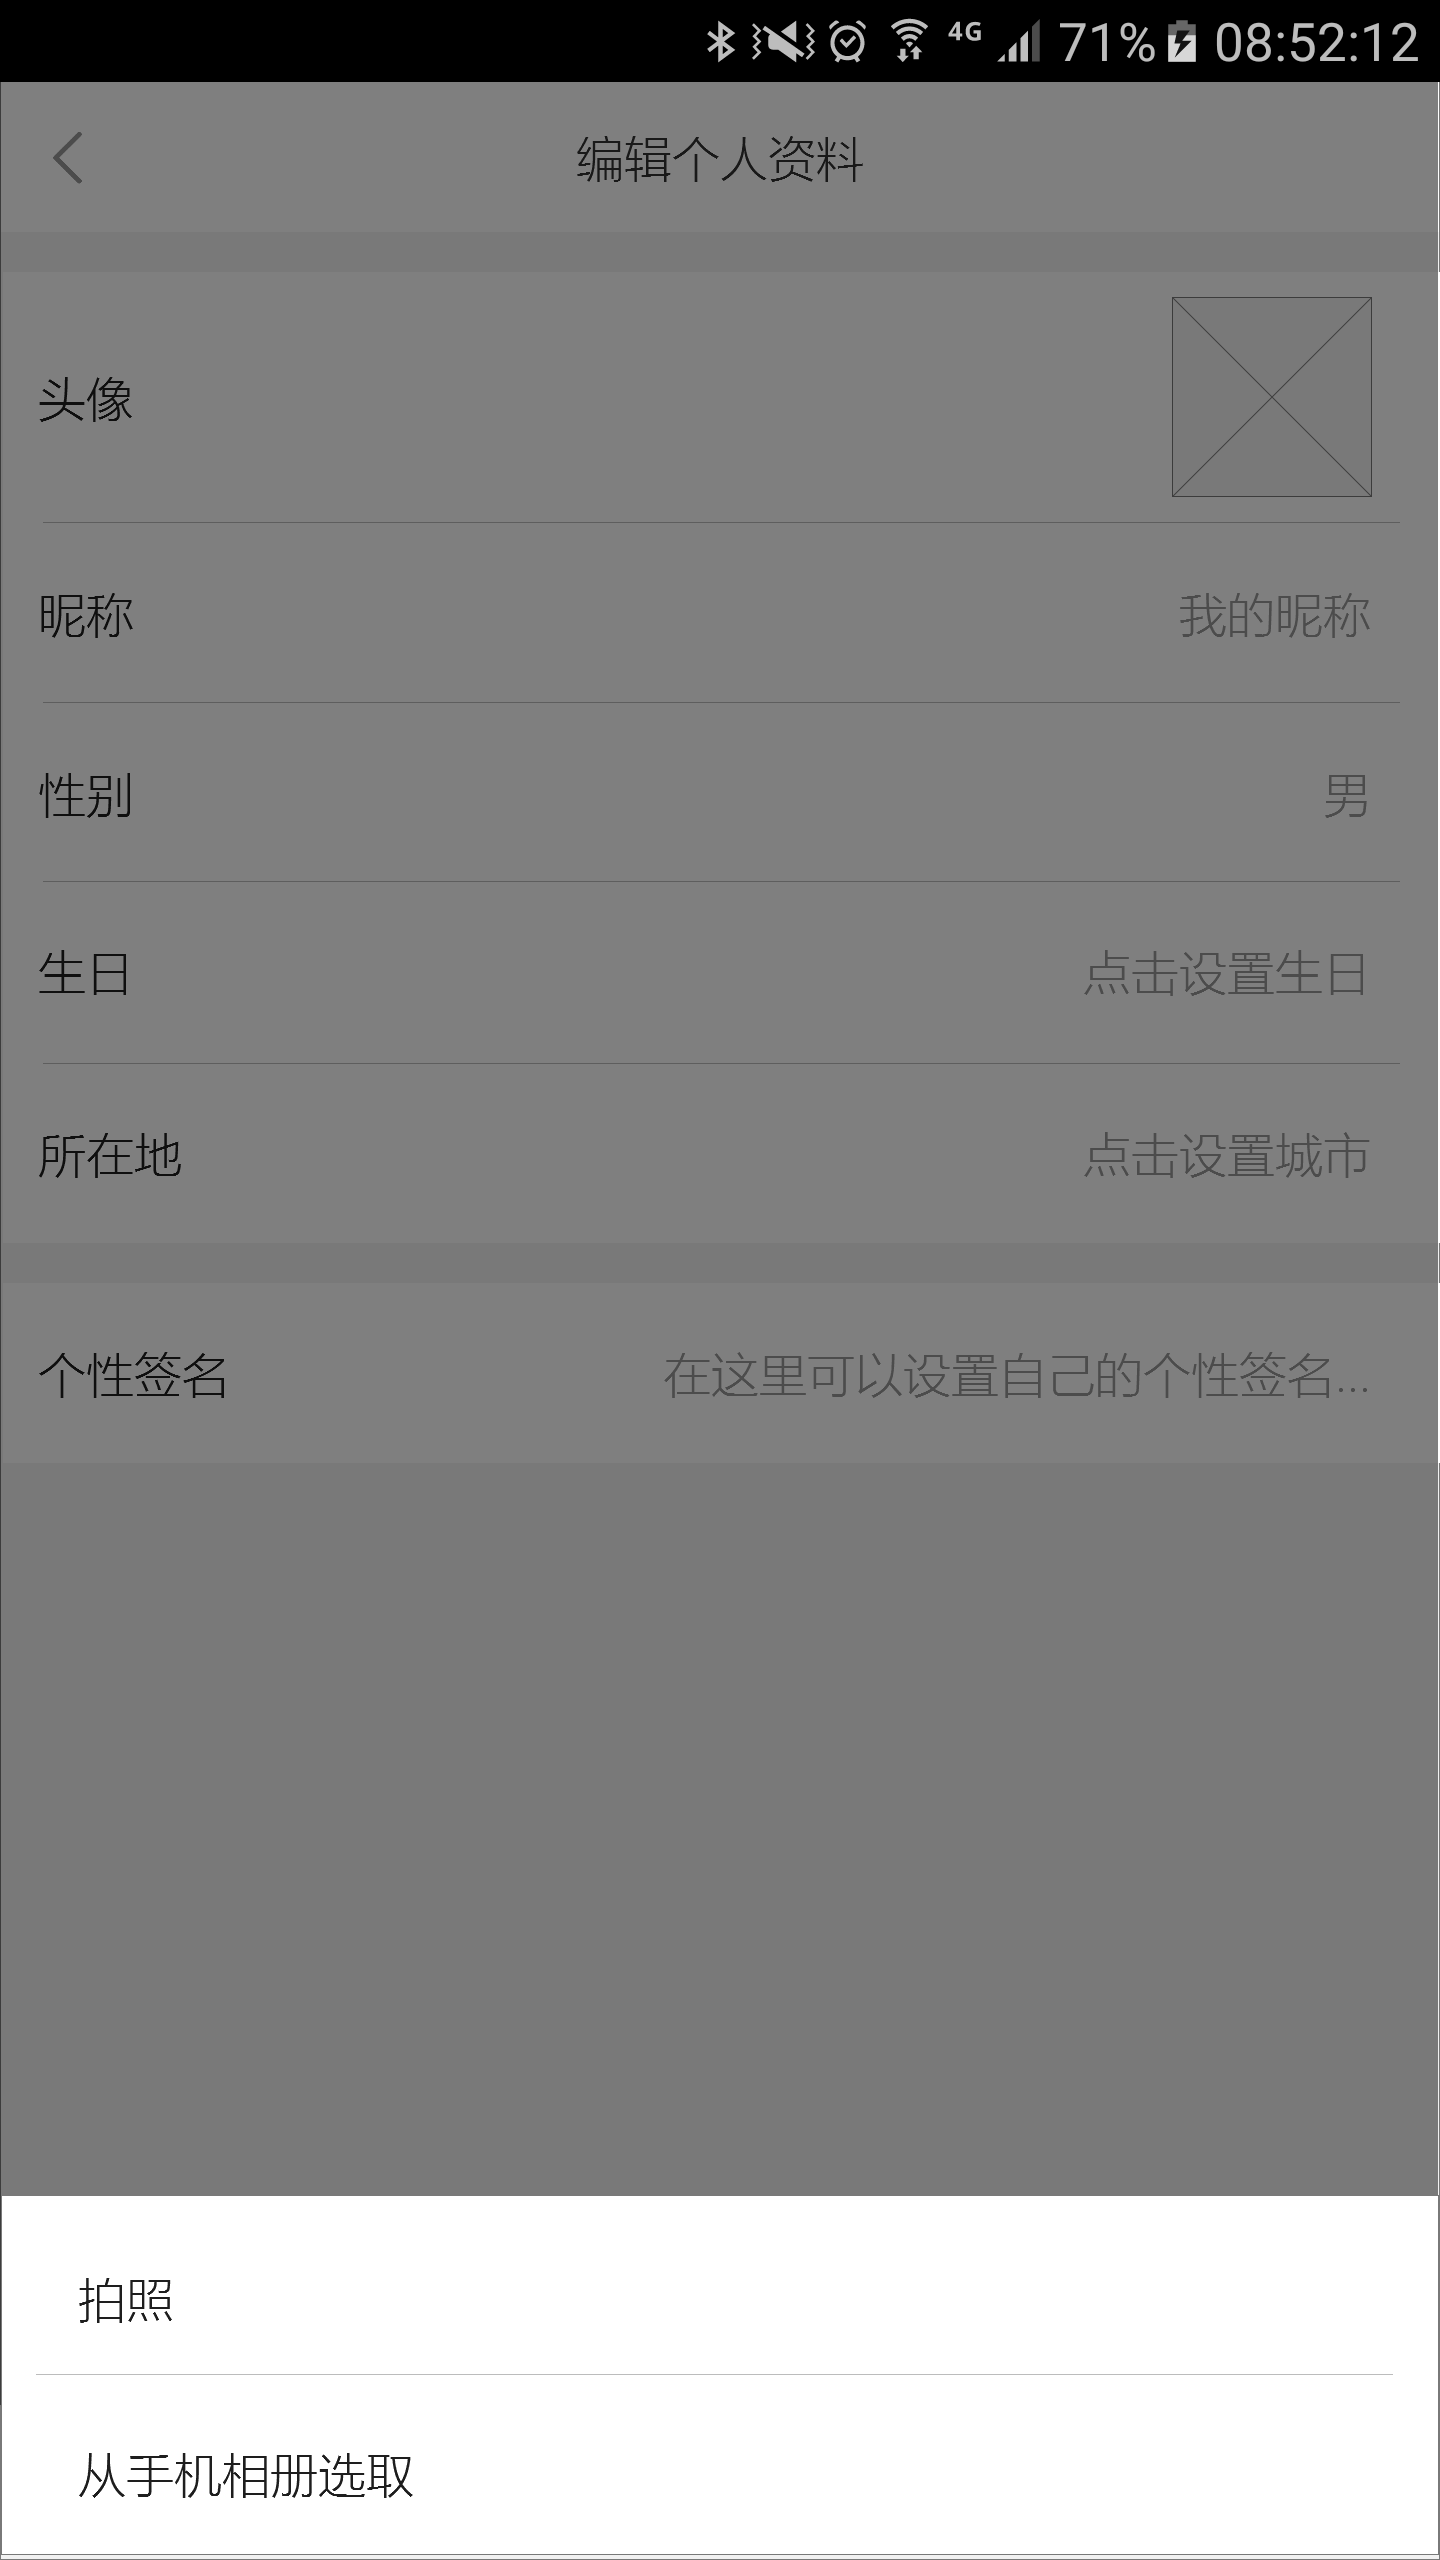 4G 71% 08:52:12
编辑个人资料
头像
昵称 我的昵称
性别 男
生日 点击设置生日
所在地 点击设置城市
个性签名 在这里可以设置自己的个性签名...
拍照
从手机相册选取